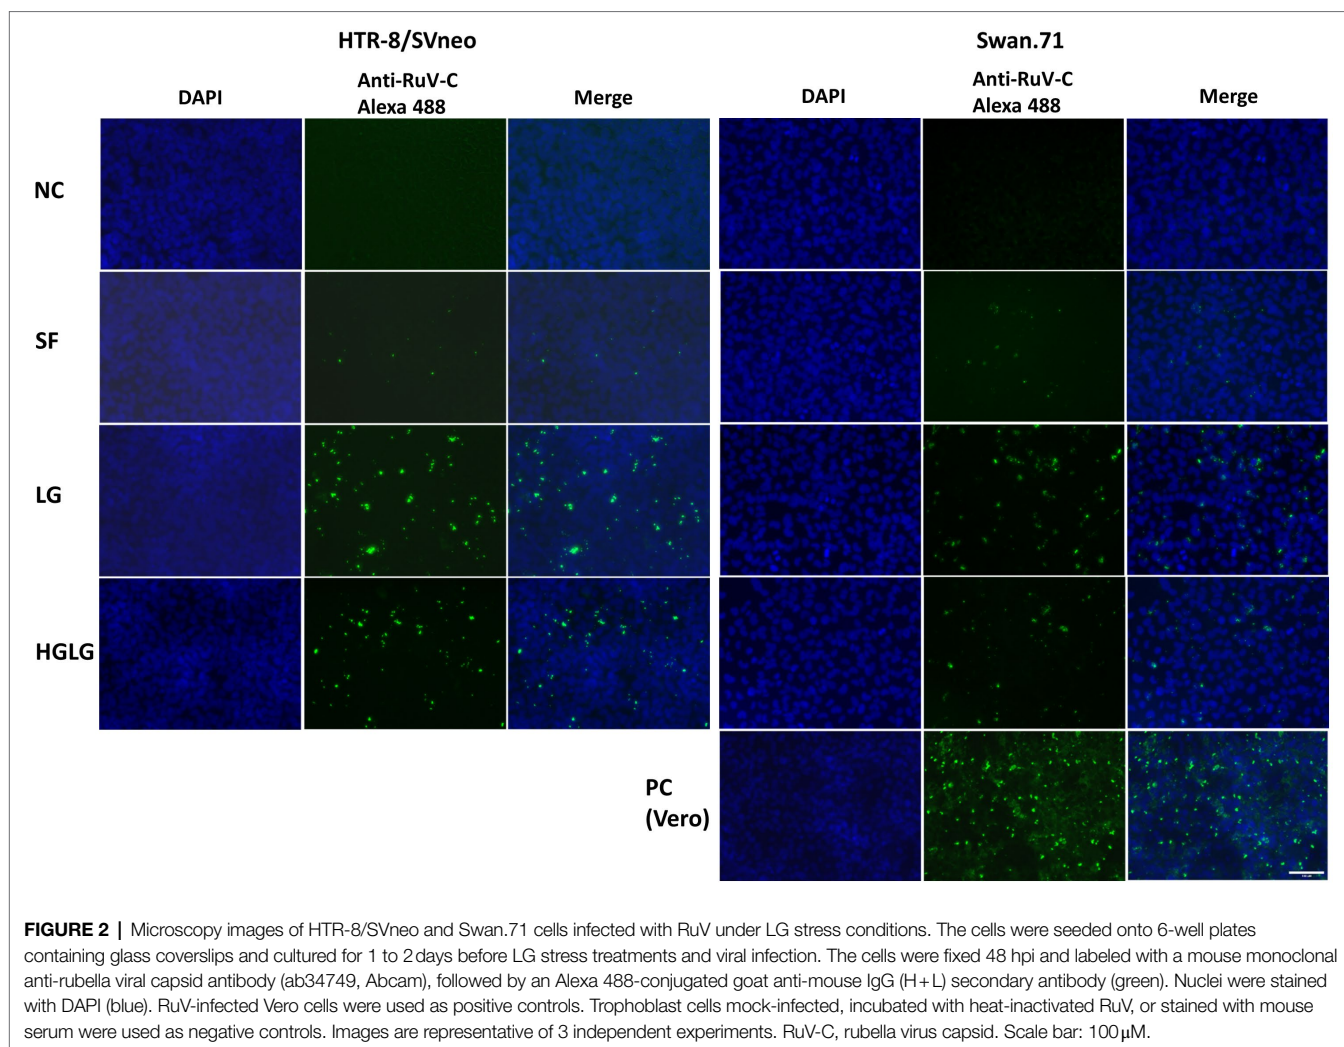 HTR-8/SVneo
Swan.71
DAPI
Anti-RuV-C
Alexa 488
Merge
DAPI
Anti-RuV-C
Alexa 488
Merge
NC
SF
LG
HGLG
PC
(Vero)
FIGURE 2 | Microscopy images of HTR-8/SVneo and Swan.71 cells infected with RuV under LG stress conditions. The cells were seeded onto 6-well plates
containing glass coverslips and cultured for 1 to 2 days before LG stress treatments and viral infection. The cells were fixed 48 hpi and labeled with a mouse monoclonal
anti-rubella viral capsid antibody (ab34749, Abcam), followed by an Alexa 488-conjugated goat anti-mouse IgG (H+L) secondary antibody (green). Nuclei were stained
with DAPI (blue). RuV-infected Vero cells were used as positive controls. Trophoblast cells mock-infected, incubated with heat-inactivated RuV, or stained with mouse
serum were used as negative controls. Images are representative of 3 independent experiments. RuV-C, rubella virus capsid. Scale bar: 100 μM.